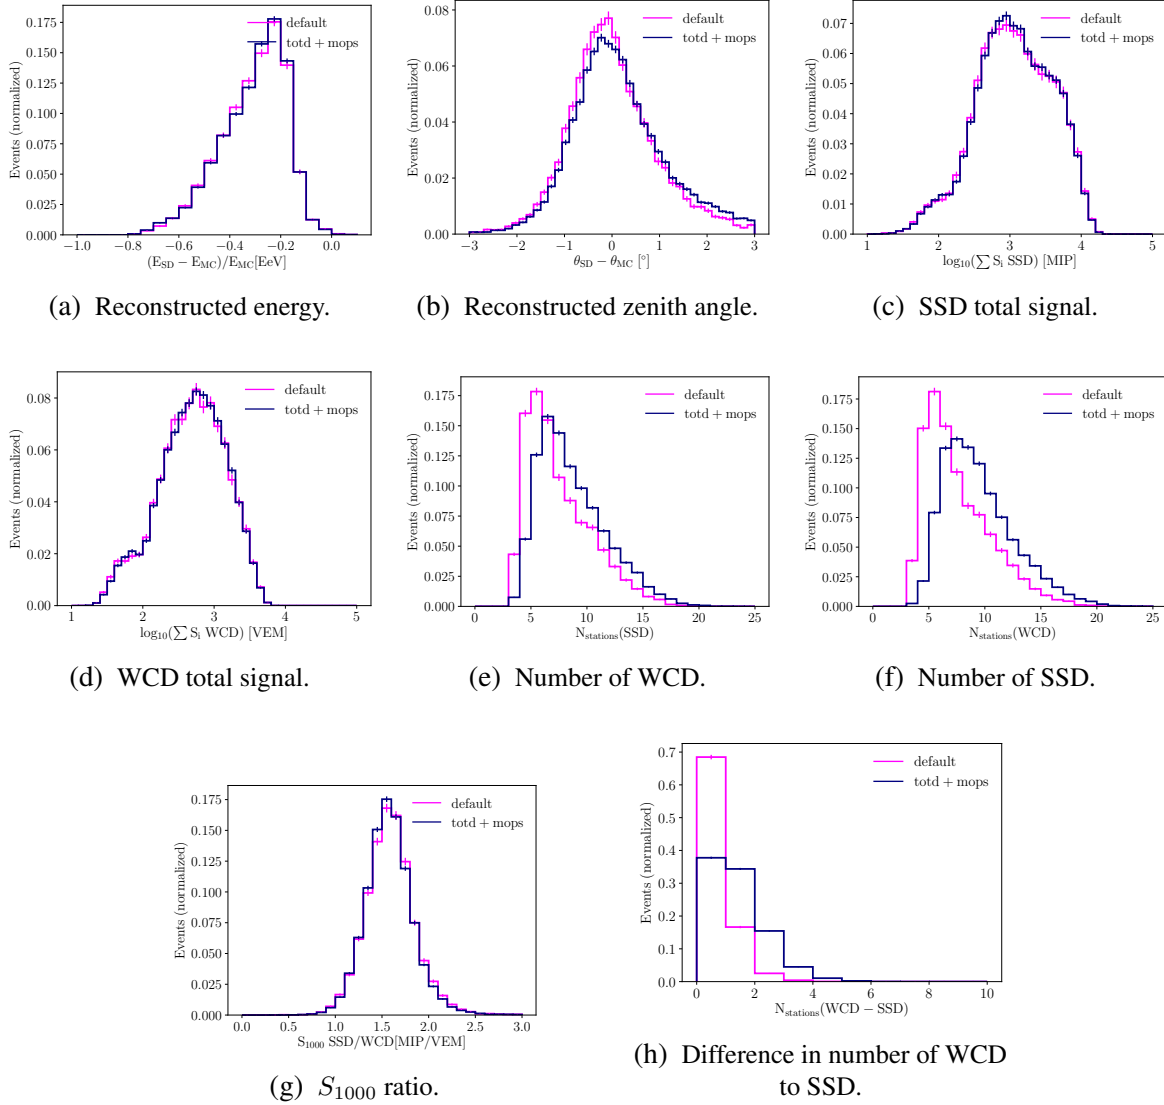 0.175
0.150
0.125
0.100
0.075
0.050
0.025
0.000
Events (normalized)
default
totd + mops
−1.0 −0.8 −0.6 −0.4 −0.2 0.0
(E_SD − E_MC)/E_MC[EeV]
(a) Reconstructed energy.
0.08
0.06
0.04
0.02
0.00
Events (normalized)
default
totd + mops
−3 −2 −1 0 1 2 3
θ_SD − θ_MC [°]
(b) Reconstructed zenith angle.
0.07
0.06
0.05
0.04
0.03
0.02
0.01
0.00
Events (normalized)
default
totd + mops
1 2 3 4 5
log₁₀(∑ S_i SSD) [MIP]
(c) SSD total signal.
0.08
0.06
0.04
0.02
0.00
Events (normalized)
default
totd + mops
1 2 3 4 5
log₁₀(∑ S_i WCD) [VEM]
(d) WCD total signal.
0.175
0.150
0.125
0.100
0.075
0.050
0.025
0.000
Events (normalized)
default
totd + mops
0 5 10 15 20 25
N_stations(SSD)
(e) Number of WCD.
0.175
0.150
0.125
0.100
0.075
0.050
0.025
0.000
Events (normalized)
default
totd + mops
0 5 10 15 20 25
N_stations(WCD)
(f) Number of SSD.
0.175
0.150
0.125
0.100
0.075
0.050
0.025
0.000
Events (normalized)
default
totd + mops
0.0 0.5 1.0 1.5 2.0 2.5 3.0
S₁₀₀₀ SSD/WCD[MIP/VEM]
(g) S₁₀₀₀ ratio.
0.7
0.6
0.5
0.4
0.3
0.2
0.1
0.0
Events (normalized)
default
totd + mops
0 2 4 6 8 10
N_stations(WCD − SSD)
(h) Difference in number of WCD
to SSD.